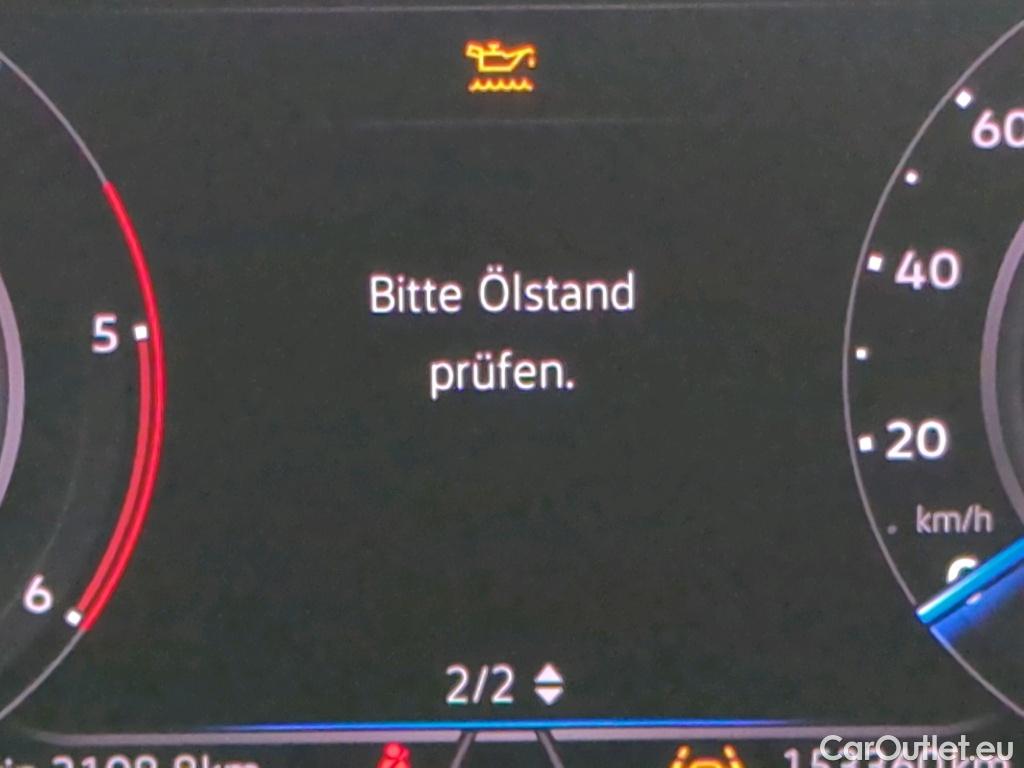 60
40
Bitte Ölstand
5
prüfen.
20
km/h
6
2/2
CarOutlet.eu